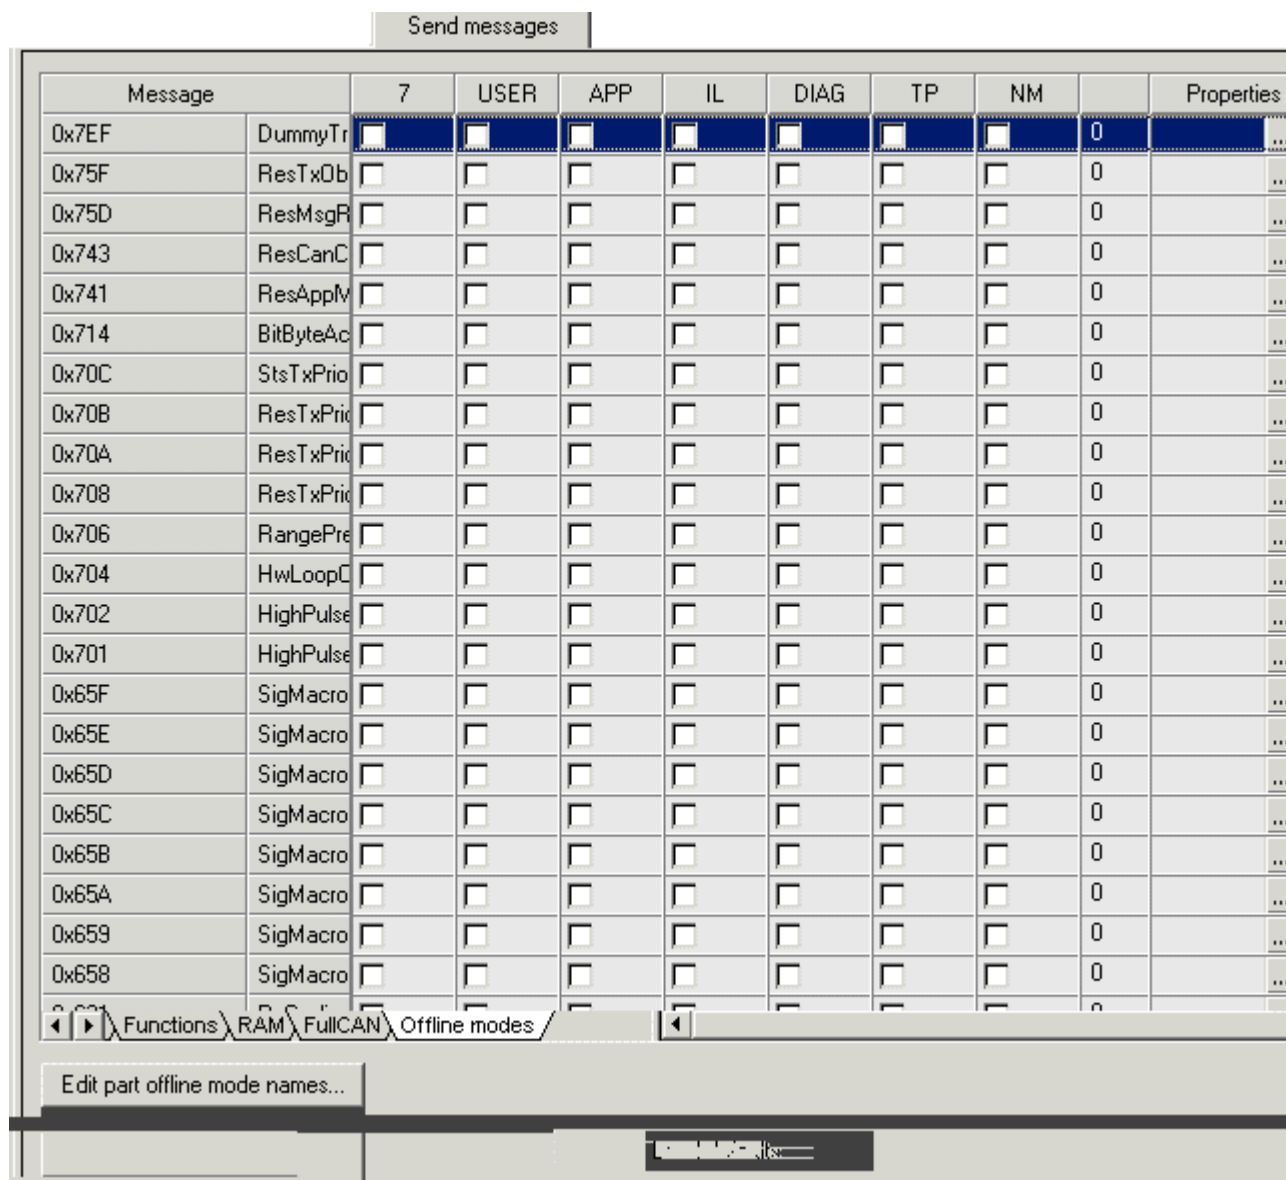 Send messages
Message 7 USER APP IL DIAG TP NM Properties
0x7EF DummyTr 0 ...
0x75F ResTxOb 0 ...
0x75D ResMsgR 0 ...
0x743 ResCanC 0 ...
0x741 ResAppM 0 ...
0x714 BitByteAc 0 ...
0x70C StsTxPrio 0 ...
0x70B ResTxPrio 0 ...
0x70A ResTxPrio 0 ...
0x708 ResTxPrio 0 ...
0x706 RangePre 0 ...
0x704 HwLoopC 0 ...
0x702 HighPulse 0 ...
0x701 HighPulse 0 ...
0x65F SigMacro 0 ...
0x65E SigMacro 0 ...
0x65D SigMacro 0 ...
0x65C SigMacro 0 ...
0x65B SigMacro 0 ...
0x65A SigMacro 0 ...
0x659 SigMacro 0 ...
0x658 SigMacro 0 ...
Functions RAM FullCAN Offline modes
Edit part offline mode names...